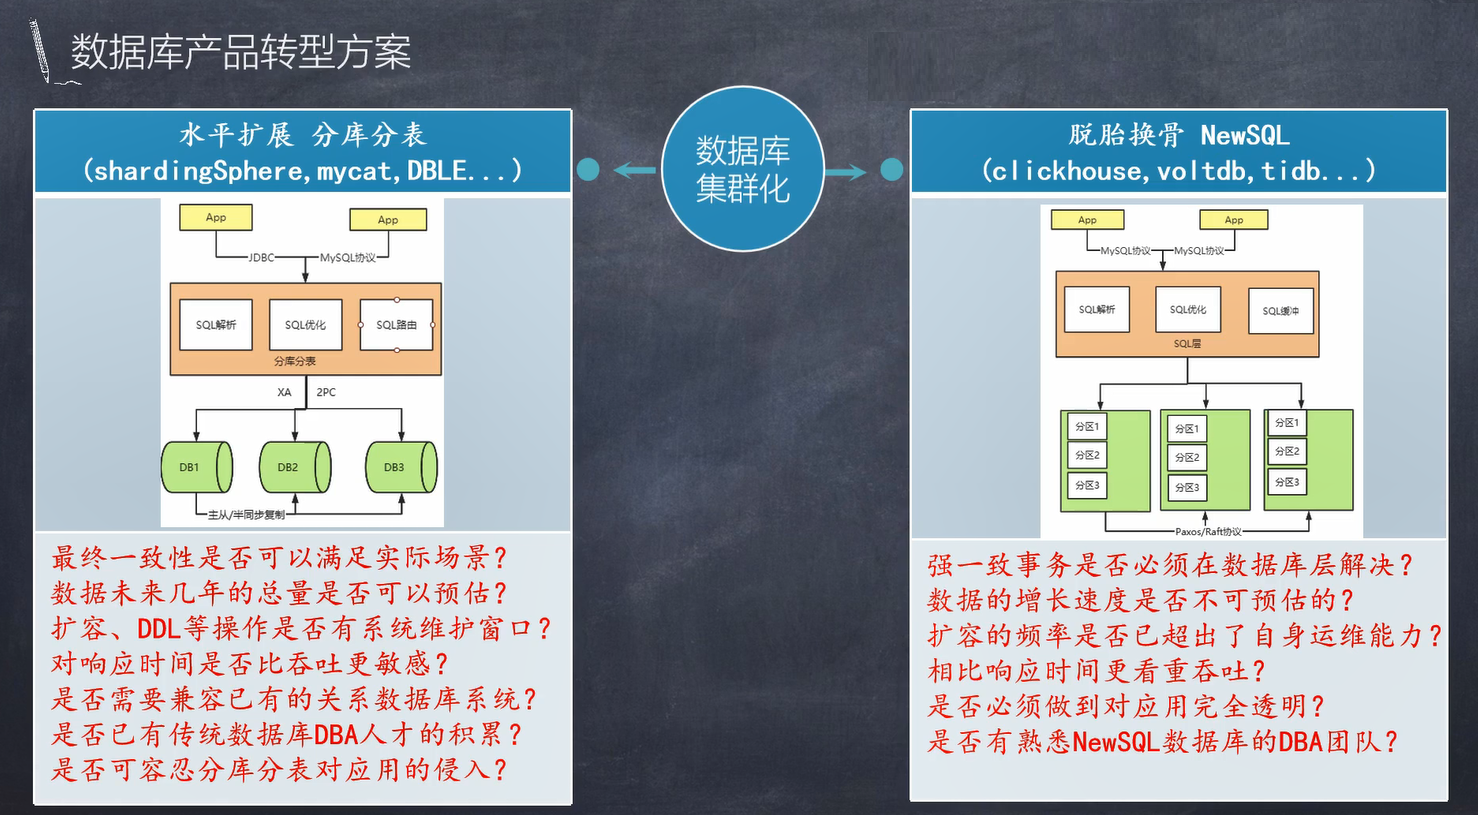 数据库产品转型方案
数据库
集群化
水平扩展 分库分表
(shardingSphere,mycat,DBLE...)
App
App
JDBC
MySQL协议
SQL解析
SQL优化
SQL路由
分库分表
XA
2PC
DB1
DB2
DB3
主从/半同步复制
最终一致性是否可以满足实际场景?
数据未来几年的总量是否可以预估?
扩容、DDL等操作是否有系统维护窗口?
对响应时间是否比吞吐更敏感?
是否需要兼容已有的关系数据库系统?
是否已有传统数据库DBA人才的积累?
是否可容忍分库分表对应用的侵入?
脱胎换骨 NewSQL
(clickhouse,voltdb,tidb...)
App
App
MySQL协议
MySQL协议
SQL解析
SQL优化
SQL缓冲
SQL层
分区1
分区2
分区3
分区1
分区2
分区3
分区1
分区2
分区3
Paxos/Raft协议
强一致事务是否必须在数据库层解决?
数据的增长速度是否不可预估的?
扩容的频率是否已超出了自身运维能力?
相比响应时间更看重吞吐?
是否必须做到对应用完全透明?
是否有熟悉NewSQL数据库的DBA团队?